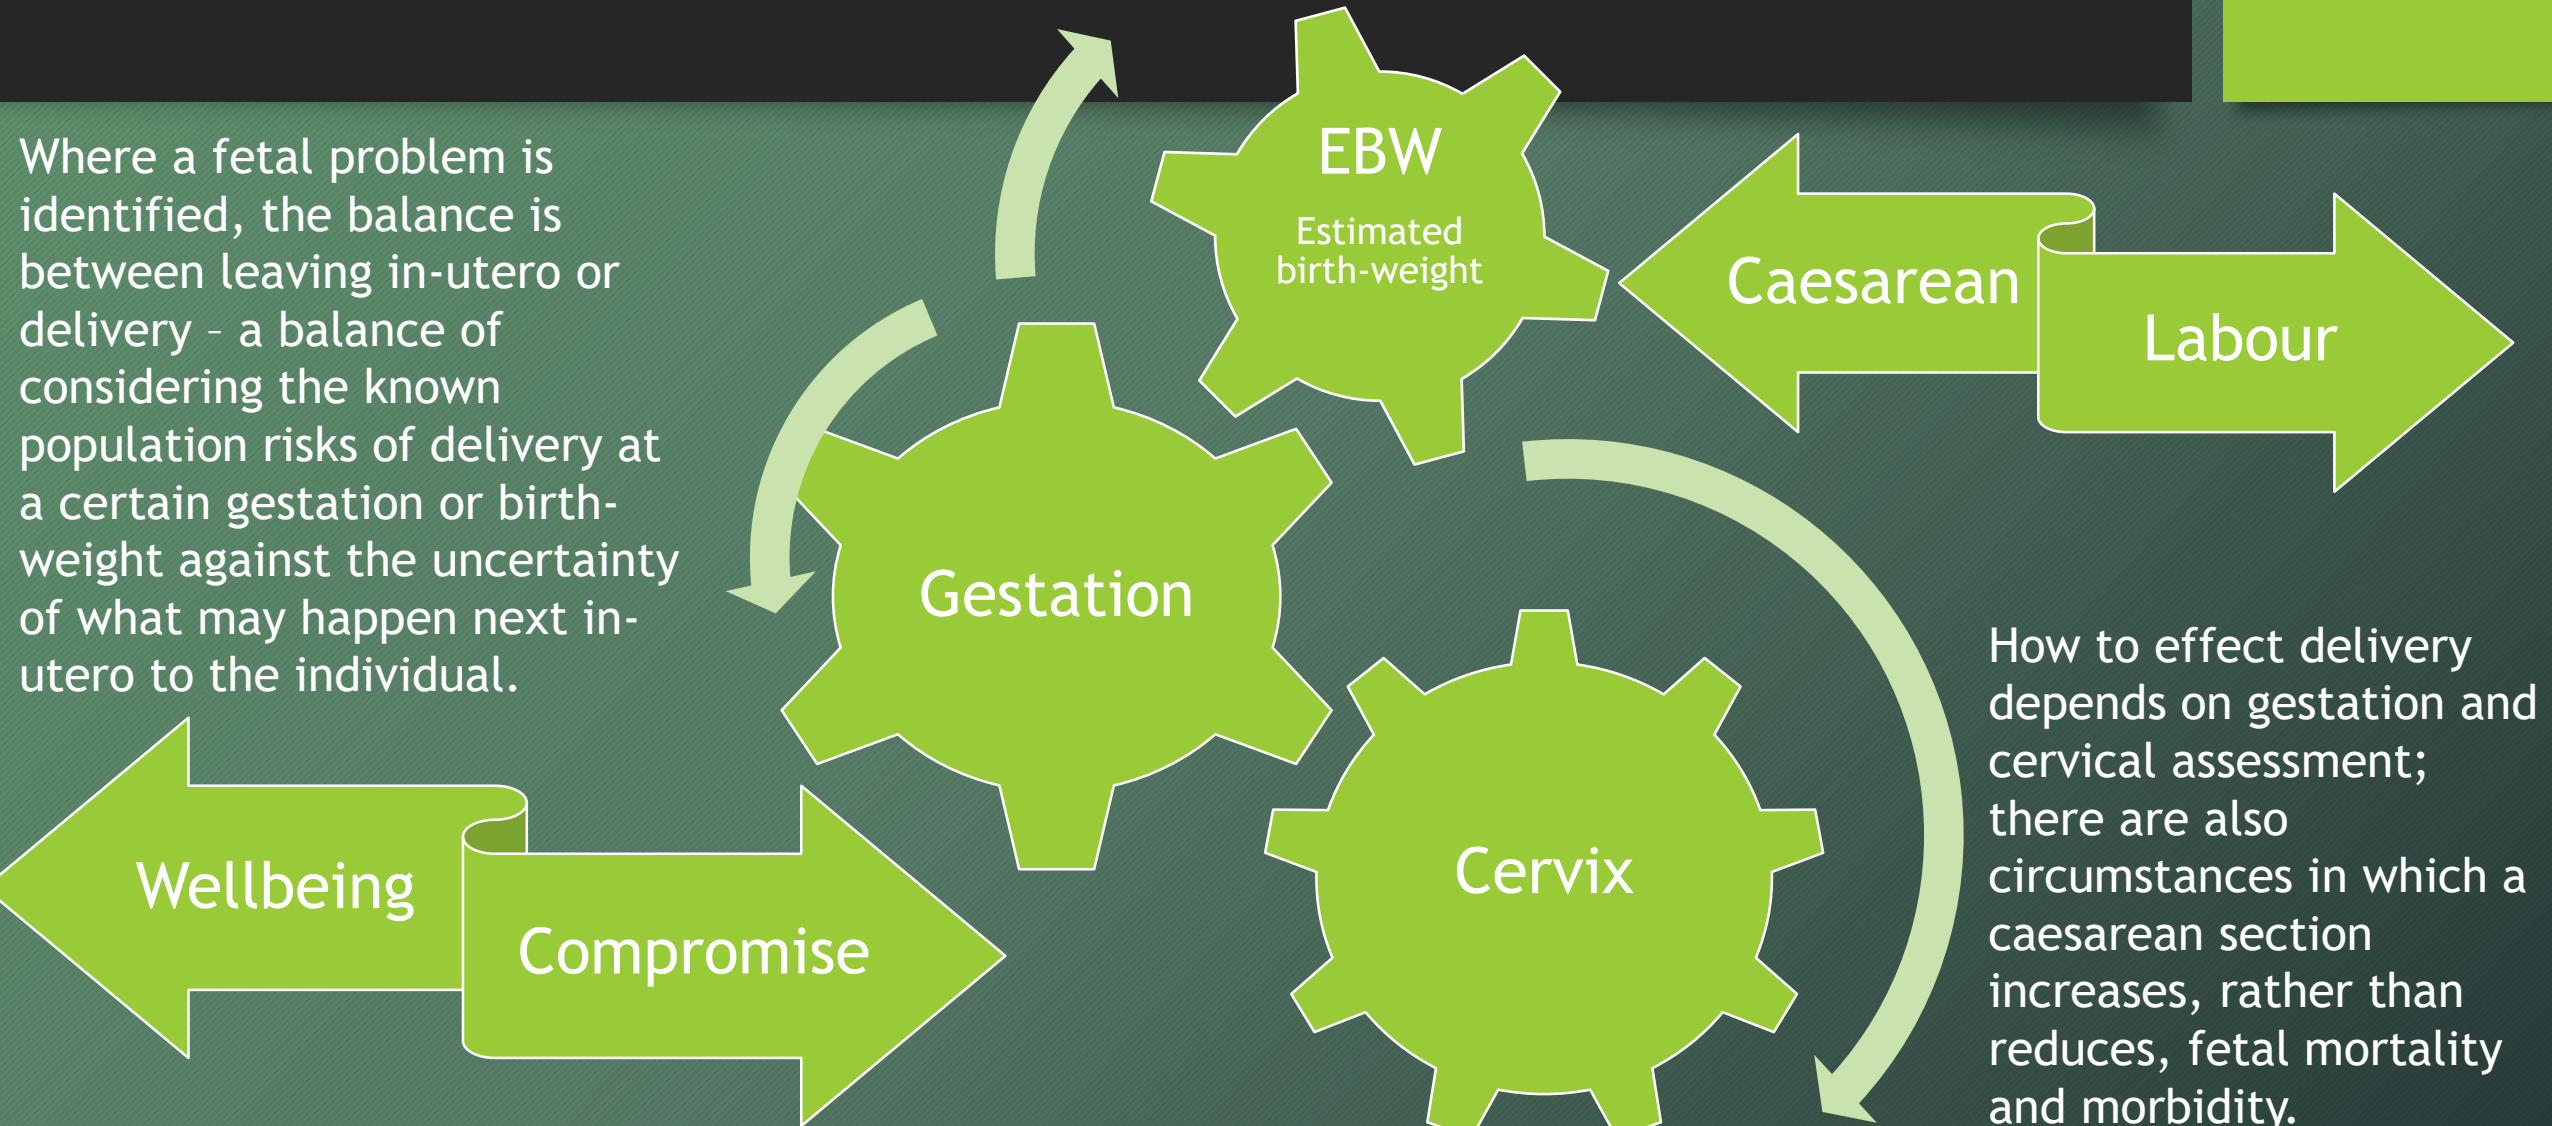 Where a fetal problem is
identified, the balance is
between leaving in-utero or
delivery – a balance of
considering the known
population risks of delivery at
a certain gestation or birth-
weight against the uncertainty
of what may happen next in-
utero to the individual.
EBW
Estimated
birth-weight
Caesarean
Labour
Gestation
Wellbeing
Compromise
Cervix
How to effect delivery
depends on gestation and
cervical assessment;
there are also
circumstances in which a
caesarean section
increases, rather than
reduces, fetal mortality
and morbidity.